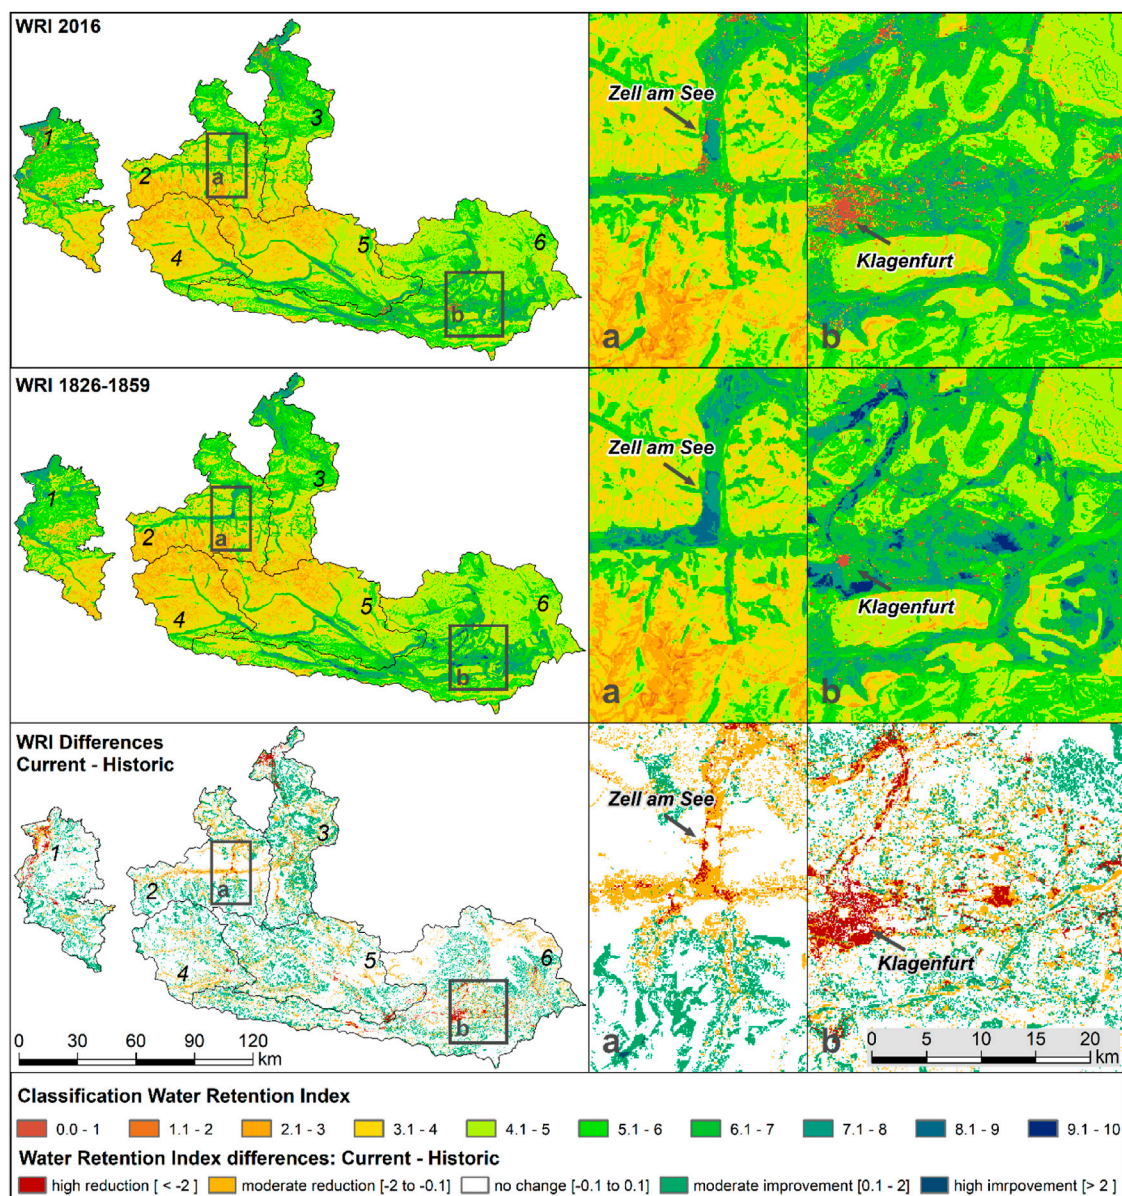 WRI 2016
1
2
3
4
5
6
a
b
Zell am See
a
Klagenfurt
b
WRI 1826-1859
1
2
3
4
5
6
a
b
Zell am See
a
Klagenfurt
b
WRI Differences
Current - Historic
1
2
3
4
5
6
a
b
0 30 60 90 120
km
Zell am See
a
Klagenfurt
b
0 5 10 15 20
km
Classification Water Retention Index
0.0 - 1 1.1 - 2 2.1 - 3 3.1 - 4 4.1 - 5 5.1 - 6 6.1 - 7 7.1 - 8 8.1 - 9 9.1 - 10
Water Retention Index differences: Current - Historic
high reduction [ < -2 ] moderate reduction [-2 to -0.1] no change [-0.1 to 0.1] moderate improvement [0.1 - 2] high imrpovement [> 2 ]